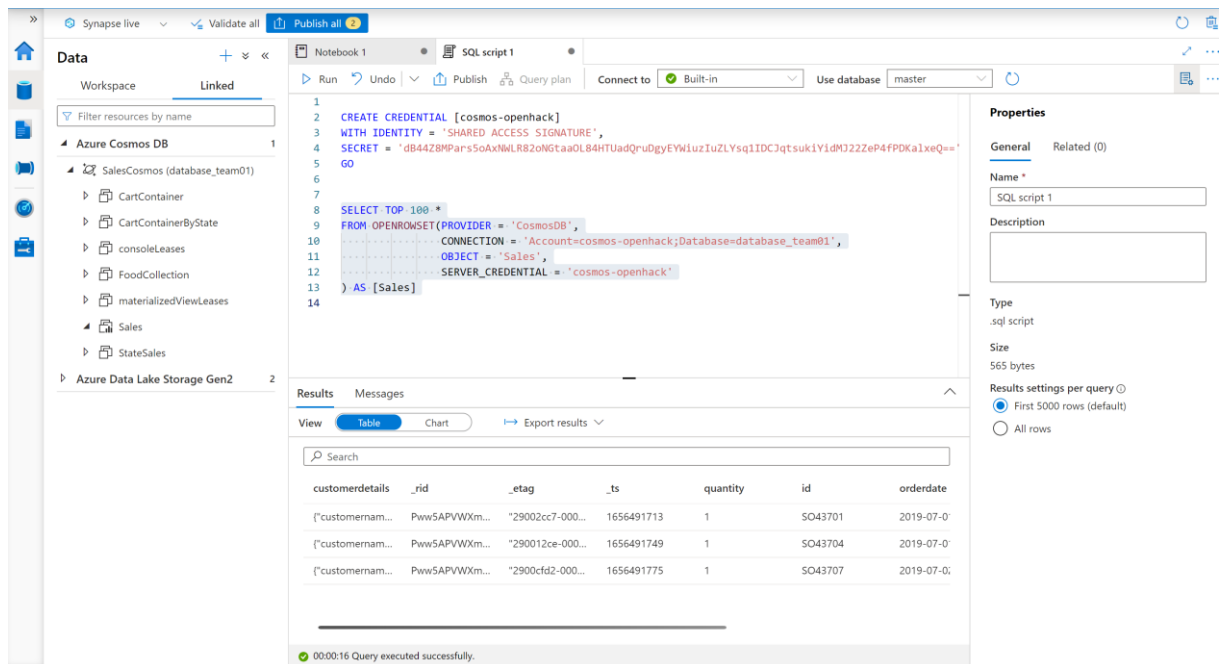 Synapse live
Validate all
Publish all 2
Data
Workspace
Linked
Filter resources by name
Azure Cosmos DB 1
SalesCosmos (database_team01)
CartContainer
CartContainerByState
consoleLeases
FoodCollection
materializedViewLeases
Sales
StateSales
Azure Data Lake Storage Gen2 2
Notebook 1
SQL script 1
Run Undo Publish Query plan Connect to Built-in Use database master
1
2 CREATE CREDENTIAL [cosmos-openhack]
3 WITH IDENTITY = 'SHARED ACCESS SIGNATURE',
4 SECRET =
5 GO
6
7
8 SELECT TOP 100 *
9 FROM OPENROWSET(PROVIDER = 'CosmosDB',
10 CONNECTION = 'Account=cosmos-openhack;Database=database_team01',
11 OBJECT = 'Sales',
12 SERVER_CREDENTIAL = 'cosmos-openhack'
13 ) AS [Sales]
14
Results Messages
View Table Chart Export results
Search
customerdetails _rid _etag _ts quantity id orderdate
{"customernam... Pww5APVWXm... "29002cc7-000... 1656491713 1 SO43701 2019-07-01
{"customernam... Pww5APVWXm... "290012ce-000... 1656491749 1 SO43704 2019-07-01
{"customernam... Pww5APVWXm... "2900cfd2-000... 1656491775 1 SO43707 2019-07-02
00:00:16 Query executed successfully.
Properties
General Related (0)
Name *
SQL script 1
Description
Type
.sql script
Size
565 bytes
Results settings per query
First 5000 rows (default)
All rows